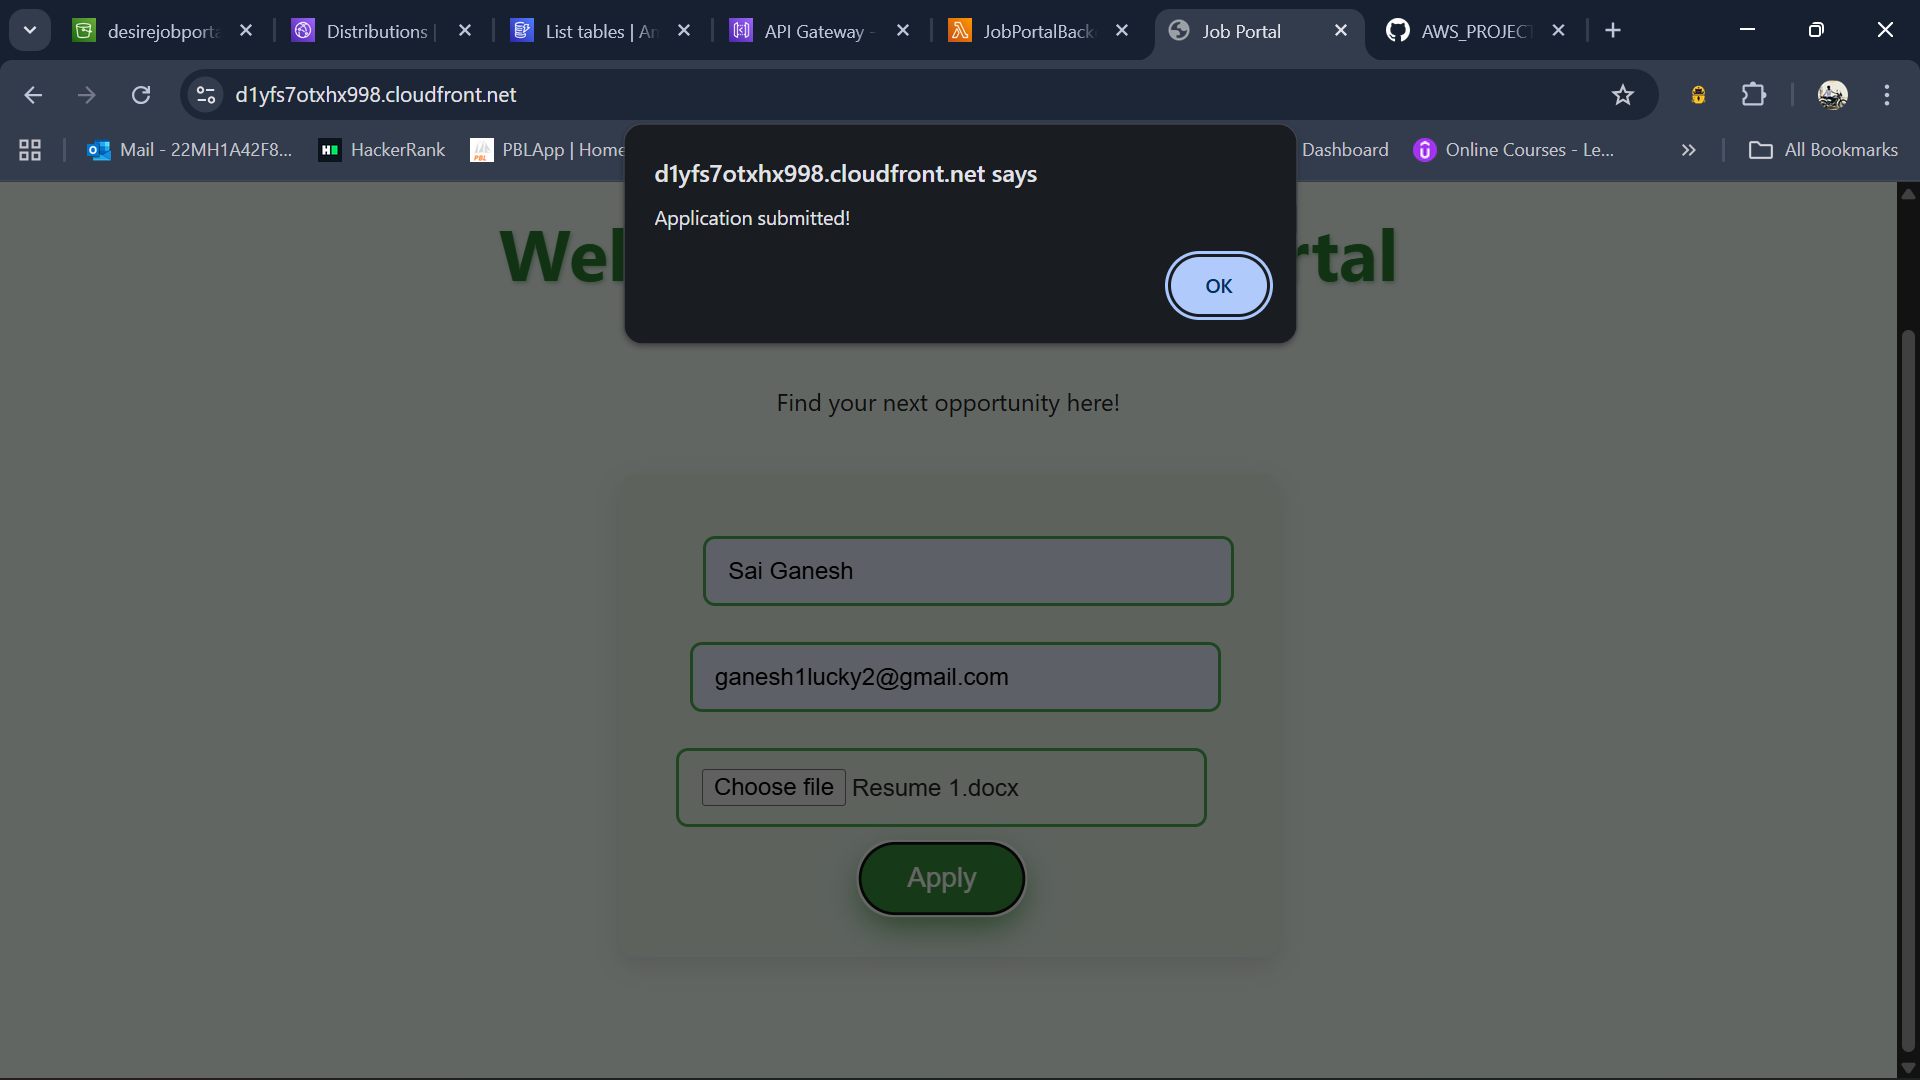 desirejobporta
Distributions |
List tables | Am
API Gateway -
JobPortalBack
Job Portal
AWS_PROJECT
d1yfs7otxhx998.cloudfront.net
Mail - 22MH1A42F8...
HackerRank
PBLApp | Home
Dashboard
Online Courses - Le...
All Bookmarks
d1yfs7otxhx998.cloudfront.net says
Application submitted!
OK
Wel
rtal
Find your next opportunity here!
Sai Ganesh
ganesh1lucky2@gmail.com
Choose file Resume 1.docx
Apply